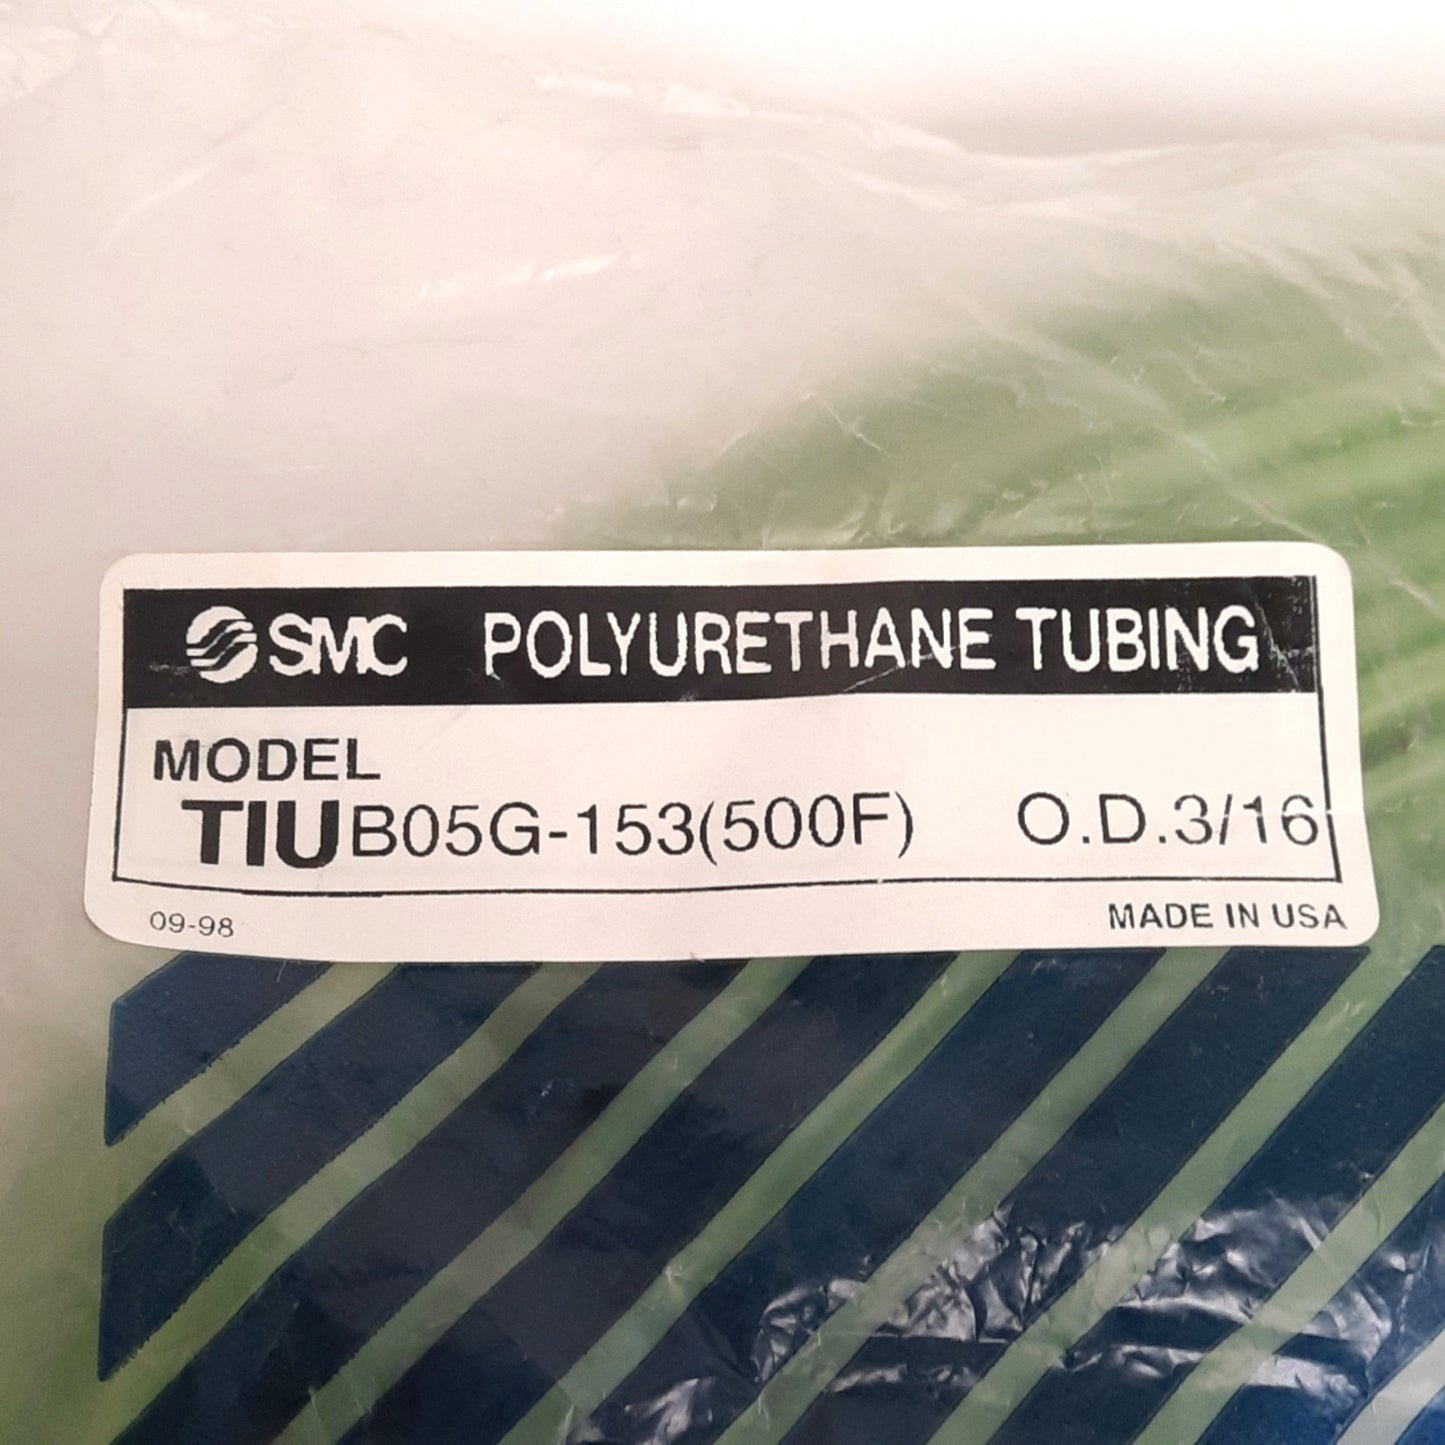 SMC POLYURETHANE TUBING
MODEL
TIUB05G-153(500F) O.D.3/16
09-98 MADE IN USA